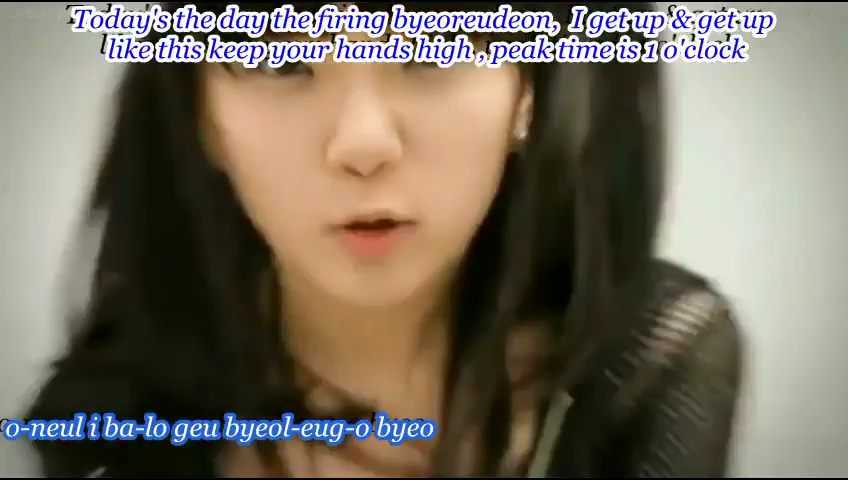 Today's the day the firing byeoreudeon, I get up & get up
like this keep your hands high , peak time is 1 o'clock
o-neul i ba-lo geu byeol-eug-o byeo